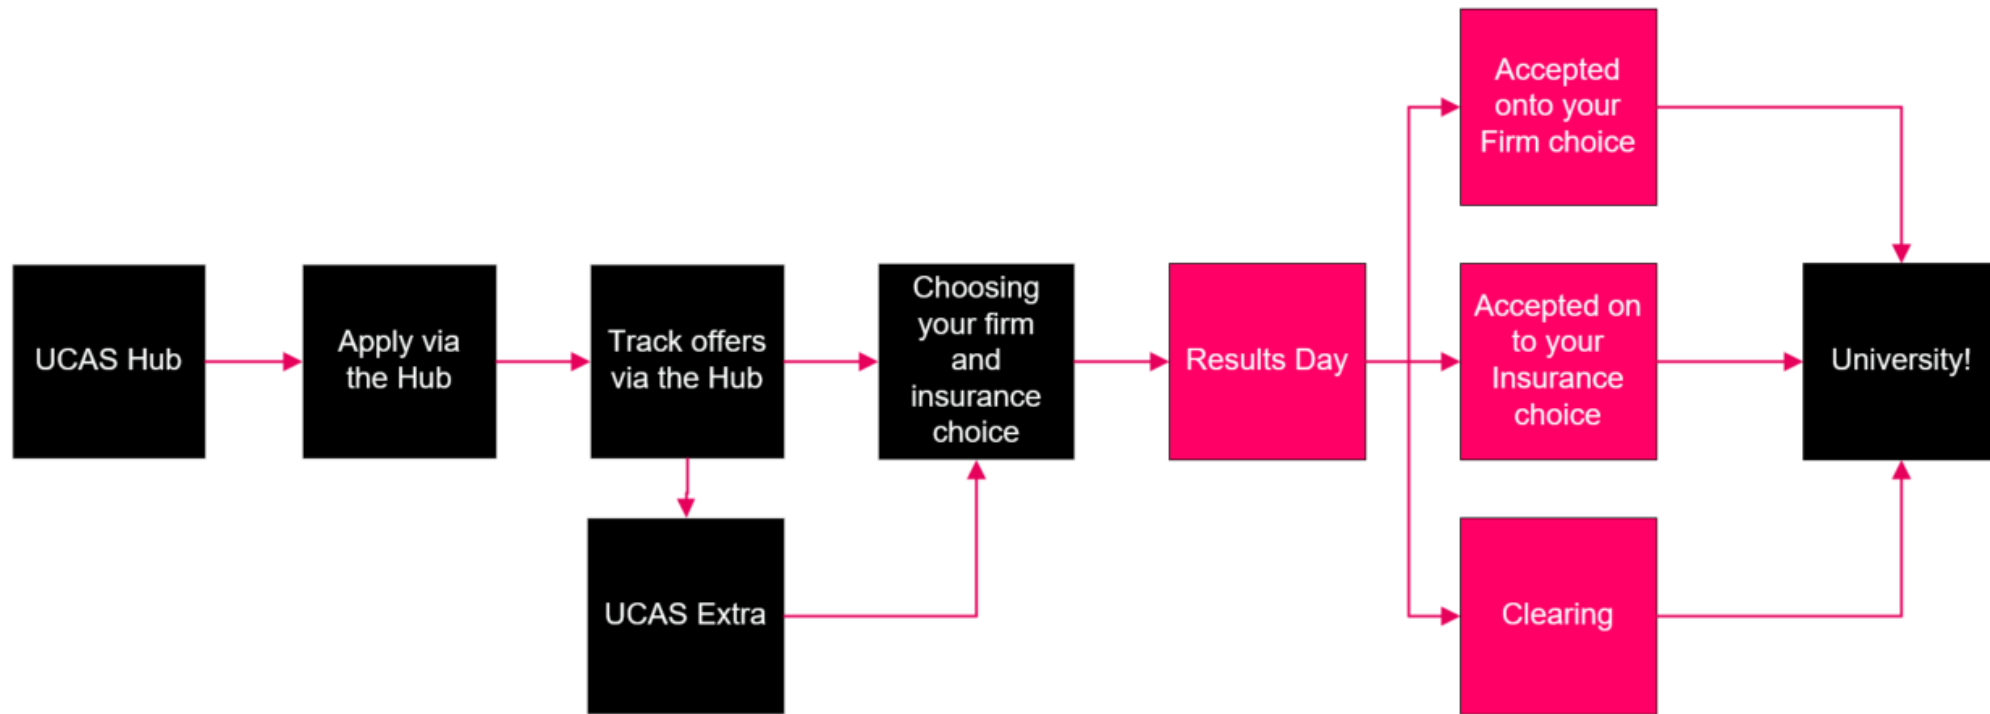 UCAS Hub
Apply via
the Hub
Track offers
via the Hub
UCAS Extra
Choosing
your firm
and
insurance
choice
Results Day
Accepted
onto your
Firm choice
Accepted on
to your
Insurance
choice
Clearing
University!